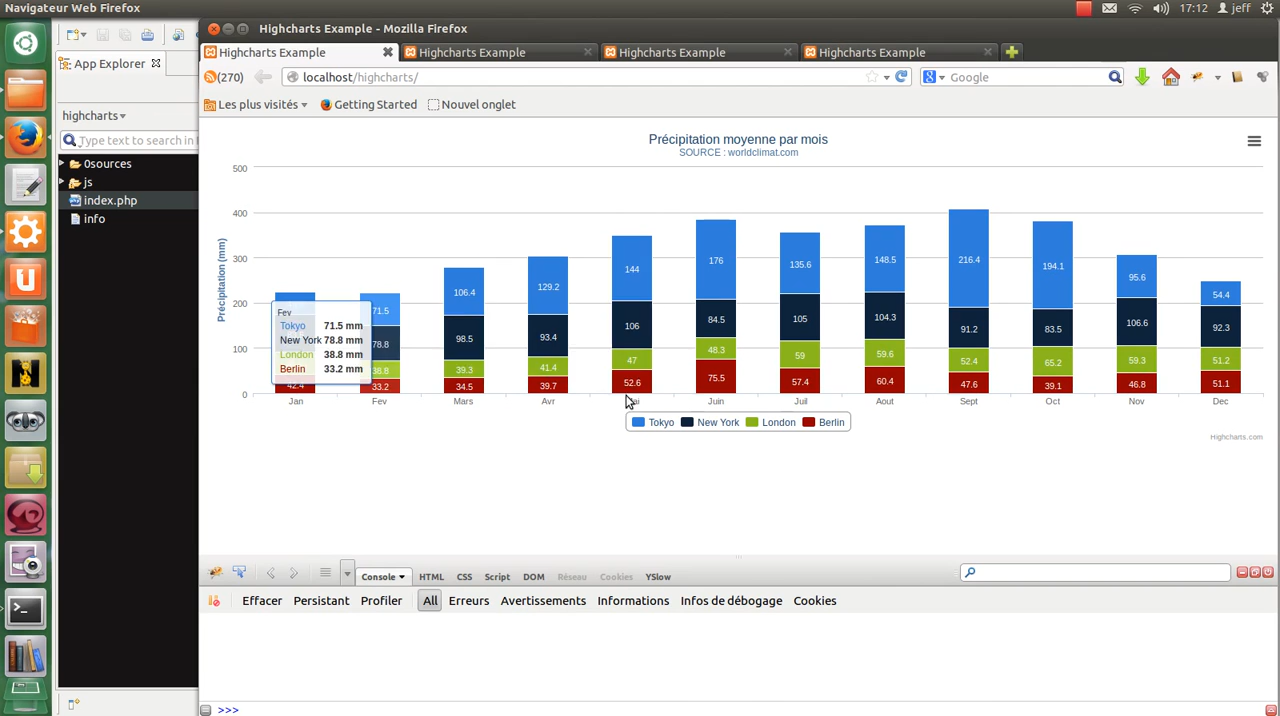 Navigateur Web Firefox
17:12
jeff
Highcharts Example - Mozilla Firefox
App Explorer
Highcharts Example
Highcharts Example
Highcharts Example
Highcharts Example
(270)
localhost/highcharts/
Google
Les plus visités
Getting Started
Nouvel onglet
highcharts
Type text to search in
0sources
js
index.php
info
Précipitation moyenne par mois
SOURCE : worldclimat.com
Précipitation (mm)
500
400
300
200
100
0
144
176
135.6
148.5
216.4
194.1
95.6
54.4
71.5
106.4
129.2
78.8
98.5
93.4
106
84.5
105
104.3
91.2
83.5
106.6
92.3
38.8
39.3
41.4
47
48.3
59
59.6
52.4
65.2
59.3
51.2
42.4
33.2
34.5
39.7
52.6
75.5
57.4
60.4
47.6
39.1
46.8
51.1
Fev
Tokyo 71.5 mm
New York 78.8 mm
London 38.8 mm
Berlin 33.2 mm
Jan Fev Mars Avr Juin Juil Aout Sept Oct Nov Dec
Tokyo New York London Berlin
Highcharts.com
Console HTML CSS Script DOM Réseau Cookies YSlow
Effacer Persistant Profiler All Erreurs Avertissements Informations Infos de débogage Cookies
>>>